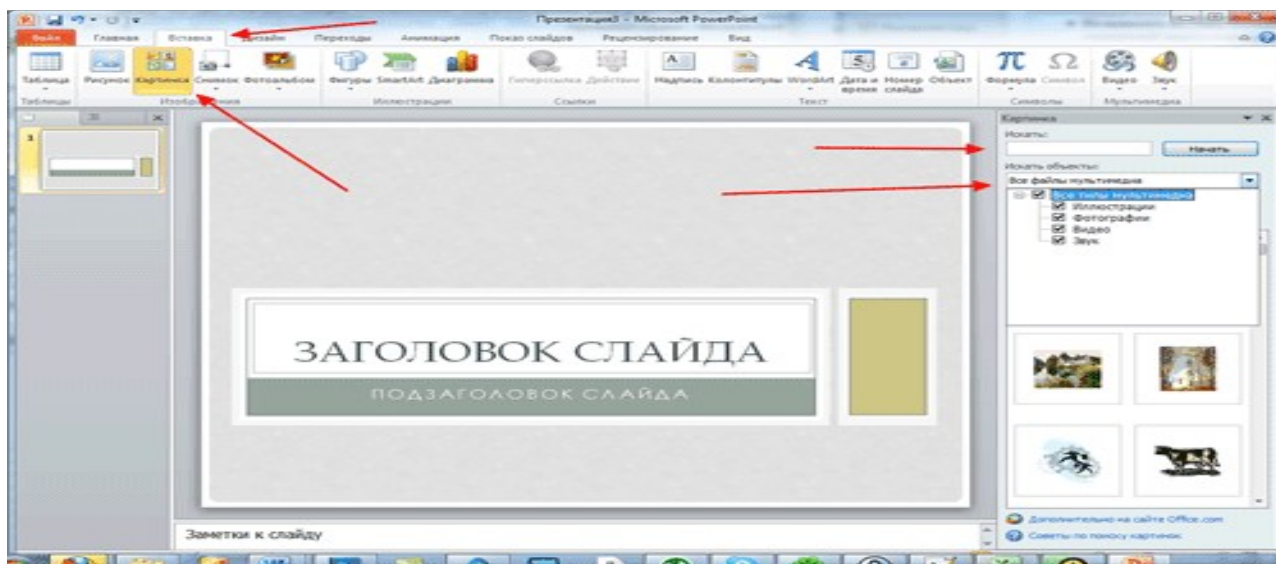 Презентация3 - Microsoft PowerPoint
Файл Главная Вставка Дизайн Переходы Анимация Показ слайдов Рецензирование Вид
Таблица Рисунок Картинка Снимок Фотоальбом Фигуры SmartArt Диаграмма Гиперссылка Действие Надпись Колонтитулы WordArt Дата и время Номер слайда Объект Формула Символ Видео Звук
Таблицы Изображения Иллюстрации Ссылки Текст Символы Мультимедиа
Картинка
Искать:
Начать
Искать объекты:
Все файлы мультимедиа
Все типы мультимедиа
Иллюстрации
Фотографии
Видео
Звук
1
ЗАГОЛОВОК СЛАЙДА
ПОДЗАГОЛОВОК СЛАЙДА
Дополнительно на сайте Office.com
Советы по поиску картинок
Заметки к слайду